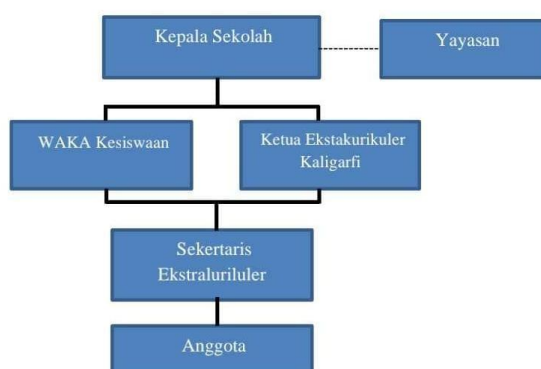 Kepala Sekolah
Yayasan
WAKA Kesiswaan
Ketua Ekstakurikuler
Kaligarfi
Sekertaris
Ekstraluriluler
Anggota